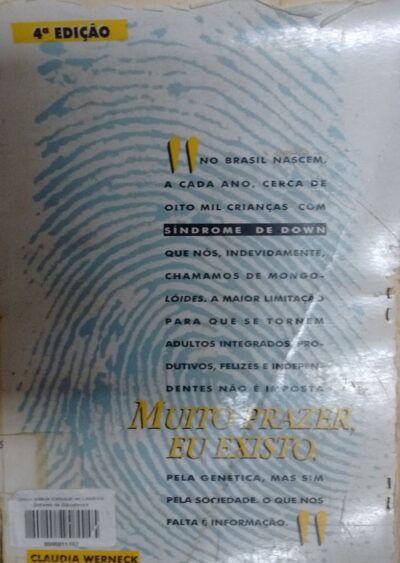 4ª EDIÇÃO
"NO BRASIL NASCEM,
A CADA ANO, CERCA DE
OITO MIL CRIANÇAS COM
SÍNDROME DE DOWN
QUE NÓS, INDEVIDAMENTE,
CHAMAMOS DE MONGO-
LÓIDES. A MAIOR LIMITAÇÃO
PARA QUE SE TORNEM
ADULTOS INTEGRADOS, PRO-
DUTIVOS, FELIZES E INDEPEN-
DENTES NÃO É IMPOSTA
MUITO PRAZER,
EU EXISTO.
PELA GENÉTICA, MAS SIM
PELA SOCIEDADE. O QUE NOS
FALTA É INFORMAÇÃO."
CLAUDIA WERNECK